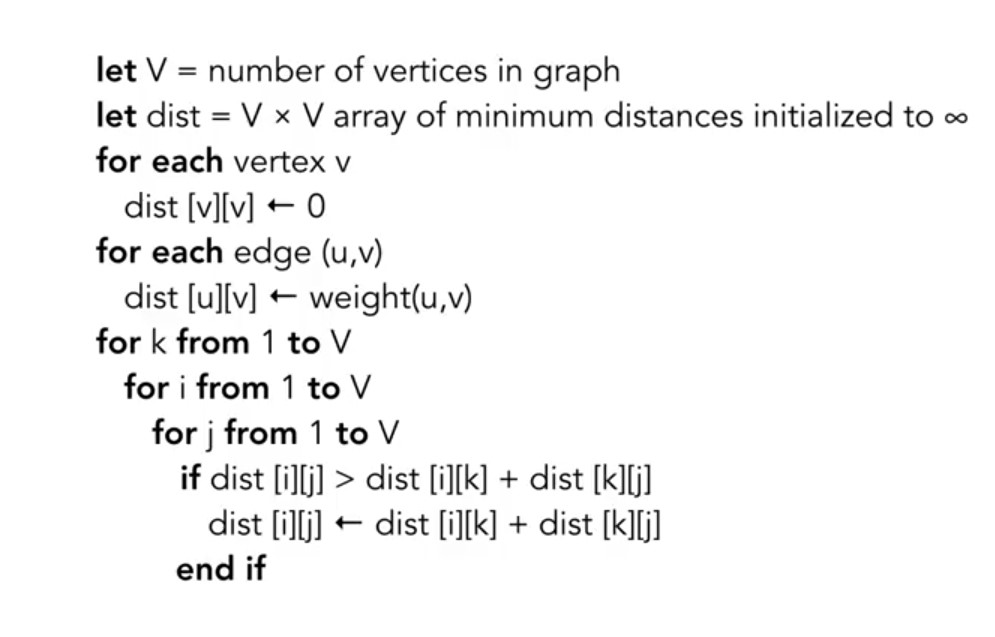 let V = number of vertices in graph
let dist = V × V array of minimum distances initialized to ∞
for each vertex v
dist [v][v] ← 0
for each edge (u,v)
dist [u][v] ← weight(u,v)
for k from 1 to V
for i from 1 to V
for j from 1 to V
if dist [i][j] > dist [i][k] + dist [k][j]
dist [i][j] ← dist [i][k] + dist [k][j]
end if